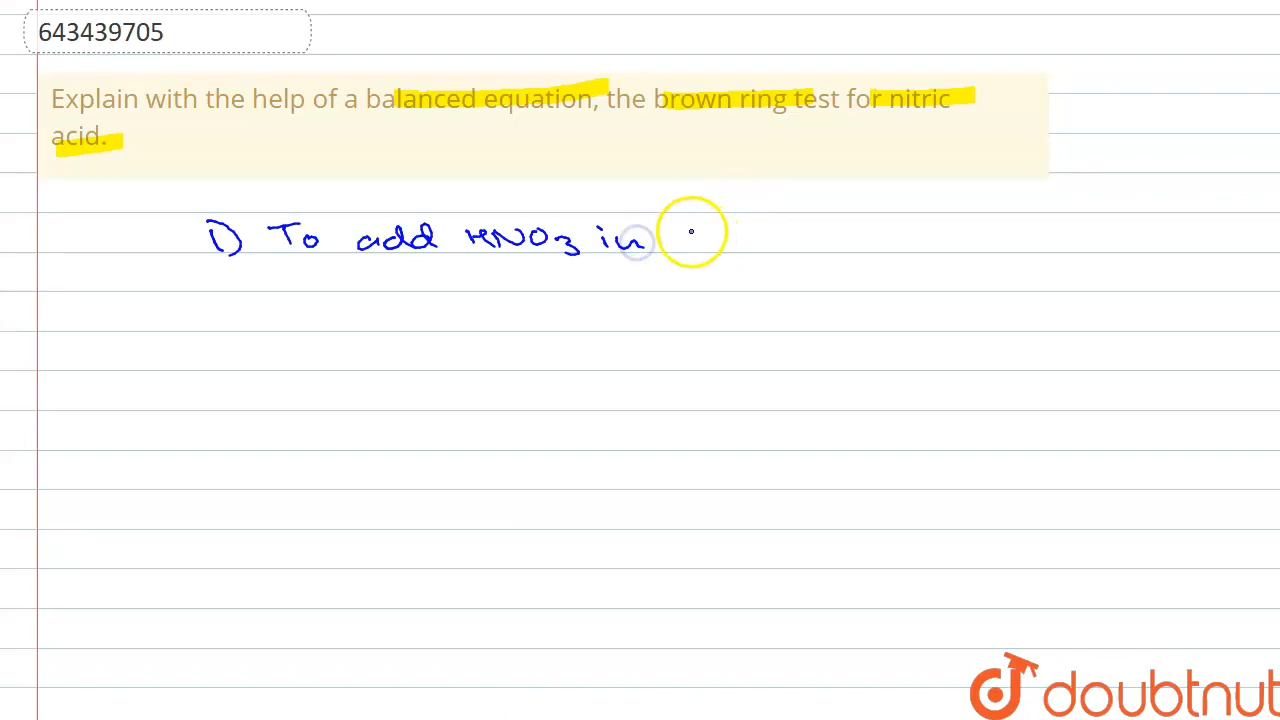 643439705
Explain with the help of a balanced equation, the brown ring test for nitric
acid.
1) To add HNO3 in
doubtnut